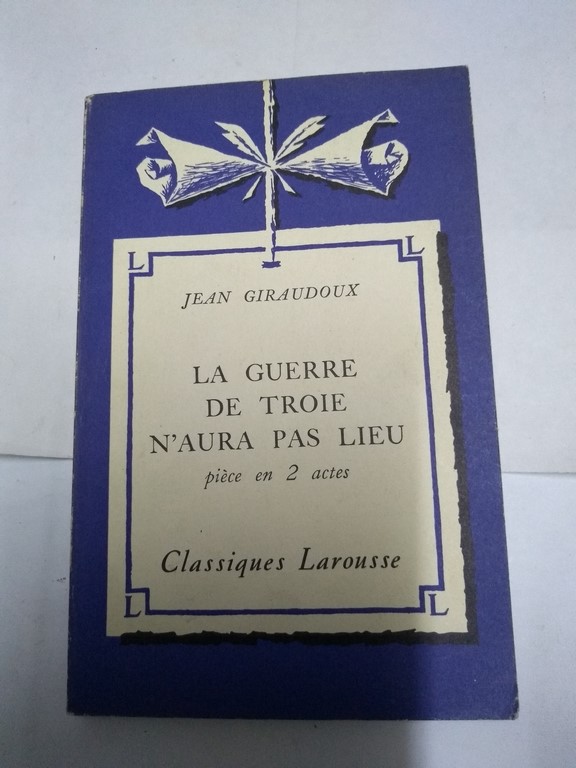 L L
JEAN GIRAUDOUX
LA GUERRE
DE TROIE
N'AURA PAS LIEU
pièce en 2 actes
Classiques Larousse
L L